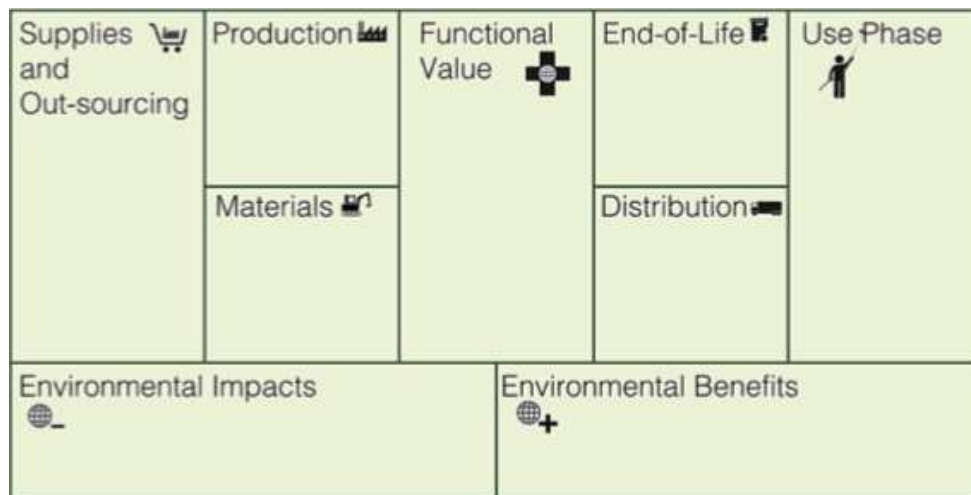 Supplies
and
Out-sourcing
Production
Materials
Functional
Value
End-of-Life
Distribution
Use Phase
Environmental Impacts
Environmental Benefits